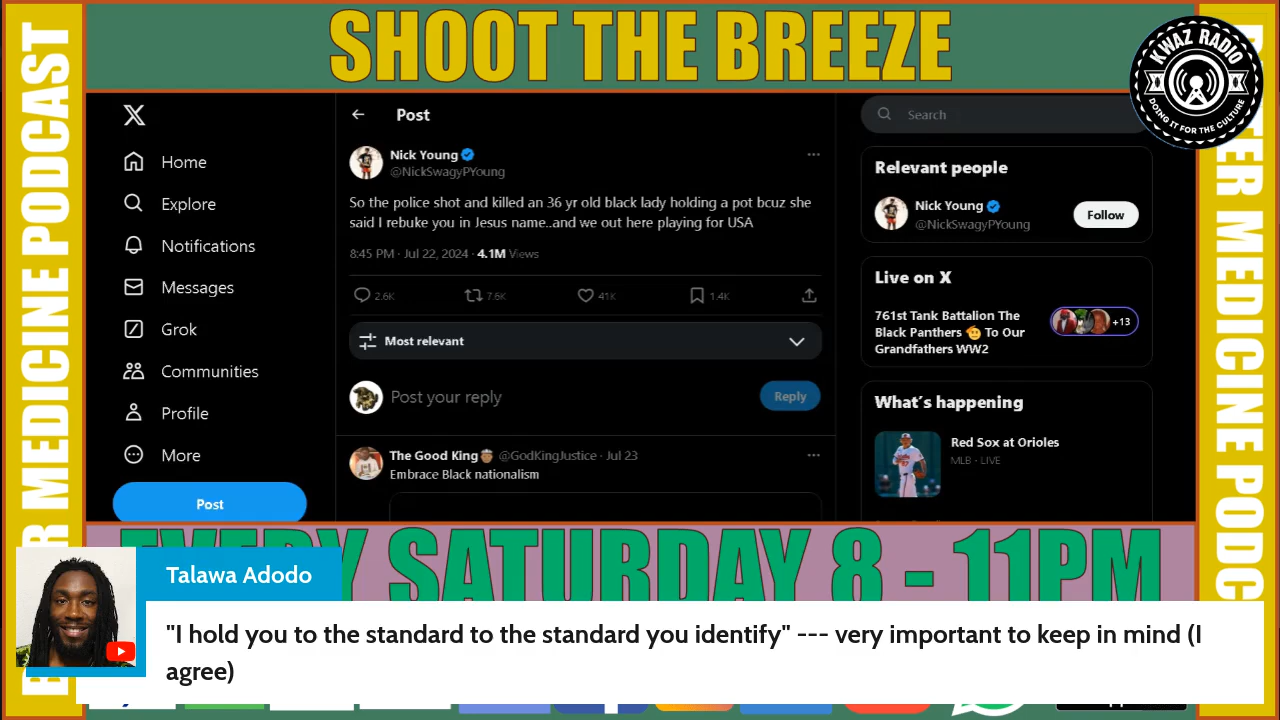 SHOOT THE BREEZE
BITTER MEDICINE PODCAST
KWAZ RADIO
DOING IT FOR THE CULTURE
Home
Explore
Notifications
Messages
Grok
Communities
Profile
More
Post
Post
Nick Young
@NickSwagyPYoung
So the police shot and killed an 36 yr old black lady holding a pot bcuz she
said I rebuke you in Jesus name..and we out here playing for USA
8:45 PM · Jul 22, 2024 · 4.1M Views
2.6K 7.6K 41K 1.4K
Most relevant
Post your reply
Reply
The Good King @GodKingJustice · Jul 23
Embrace Black nationalism
Search
Relevant people
Nick Young
@NickSwagyPYoung
Follow
Live on X
761st Tank Battalion The
Black Panthers 🫡 To Our
Grandfathers WW2
+13
What's happening
Red Sox at Orioles
MLB · LIVE
EVERY SATURDAY 8 - 11PM
Talawa Adodo
"I hold you to the standard to the standard you identify" --- very important to keep in mind (I
agree)